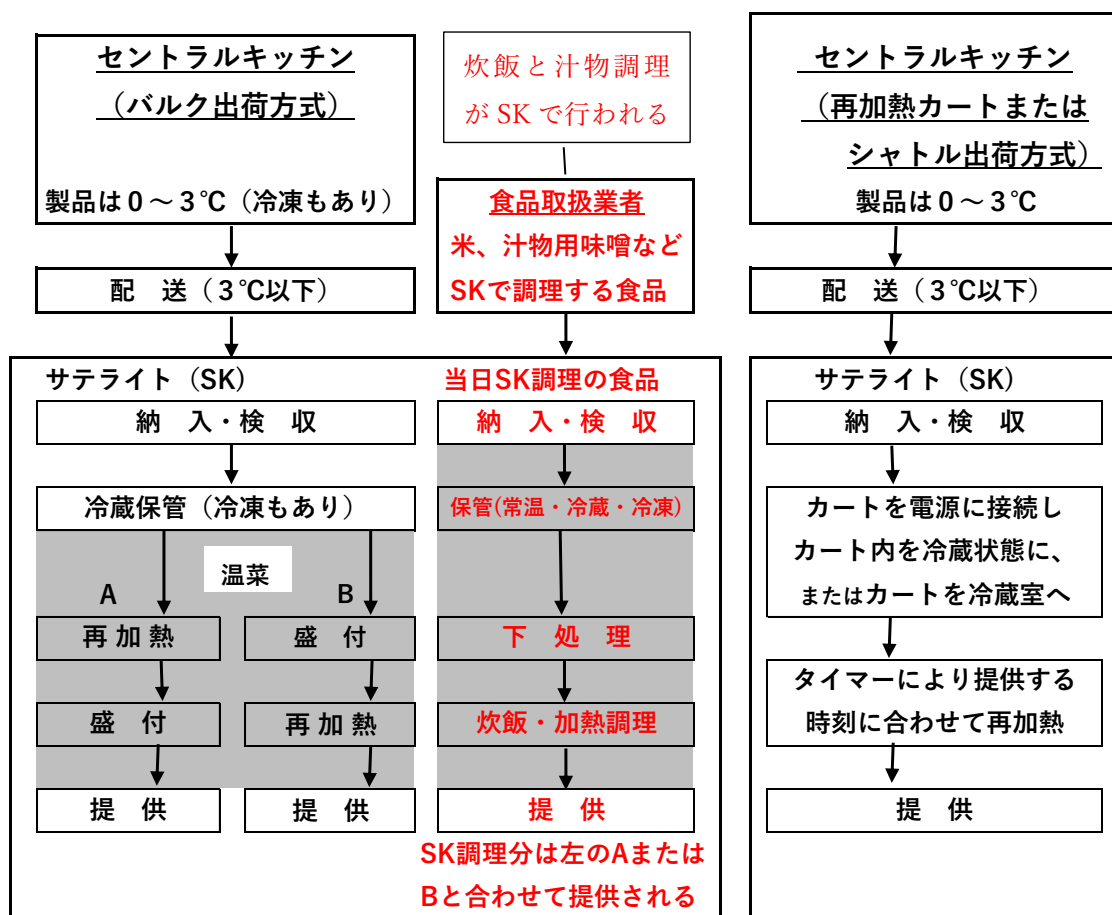 セントラルキッチン
（バルク出荷方式）
製品は０～３℃（冷凍もあり）
配　送（３℃以下）
炊飯と汁物調理
が SK で行われる
食品取扱業者
米、汁物用味噌など
SKで調理する食品
サテライト（SK）
納　入・検　収
冷蔵保管（冷凍もあり）
温菜
A
B
再 加 熱
盛　付
盛　付
再 加 熱
提　供
提　供
当日SK調理の食品
納　入・検　収
保管(常温・冷蔵・冷凍)
下　処　理
炊飯・加熱調理
提　供
SK調理分は左のAまたは
Bと合わせて提供される
セントラルキッチン
（再加熱カートまたは
シャトル出荷方式）
製品は０～３℃
配　送（３℃以下）
サテライト（SK）
納　入・検　収
カートを電源に接続し
カート内を冷蔵状態に、
またはカートを冷蔵室へ
タイマーにより提供する
時刻に合わせて再加熱
提　供